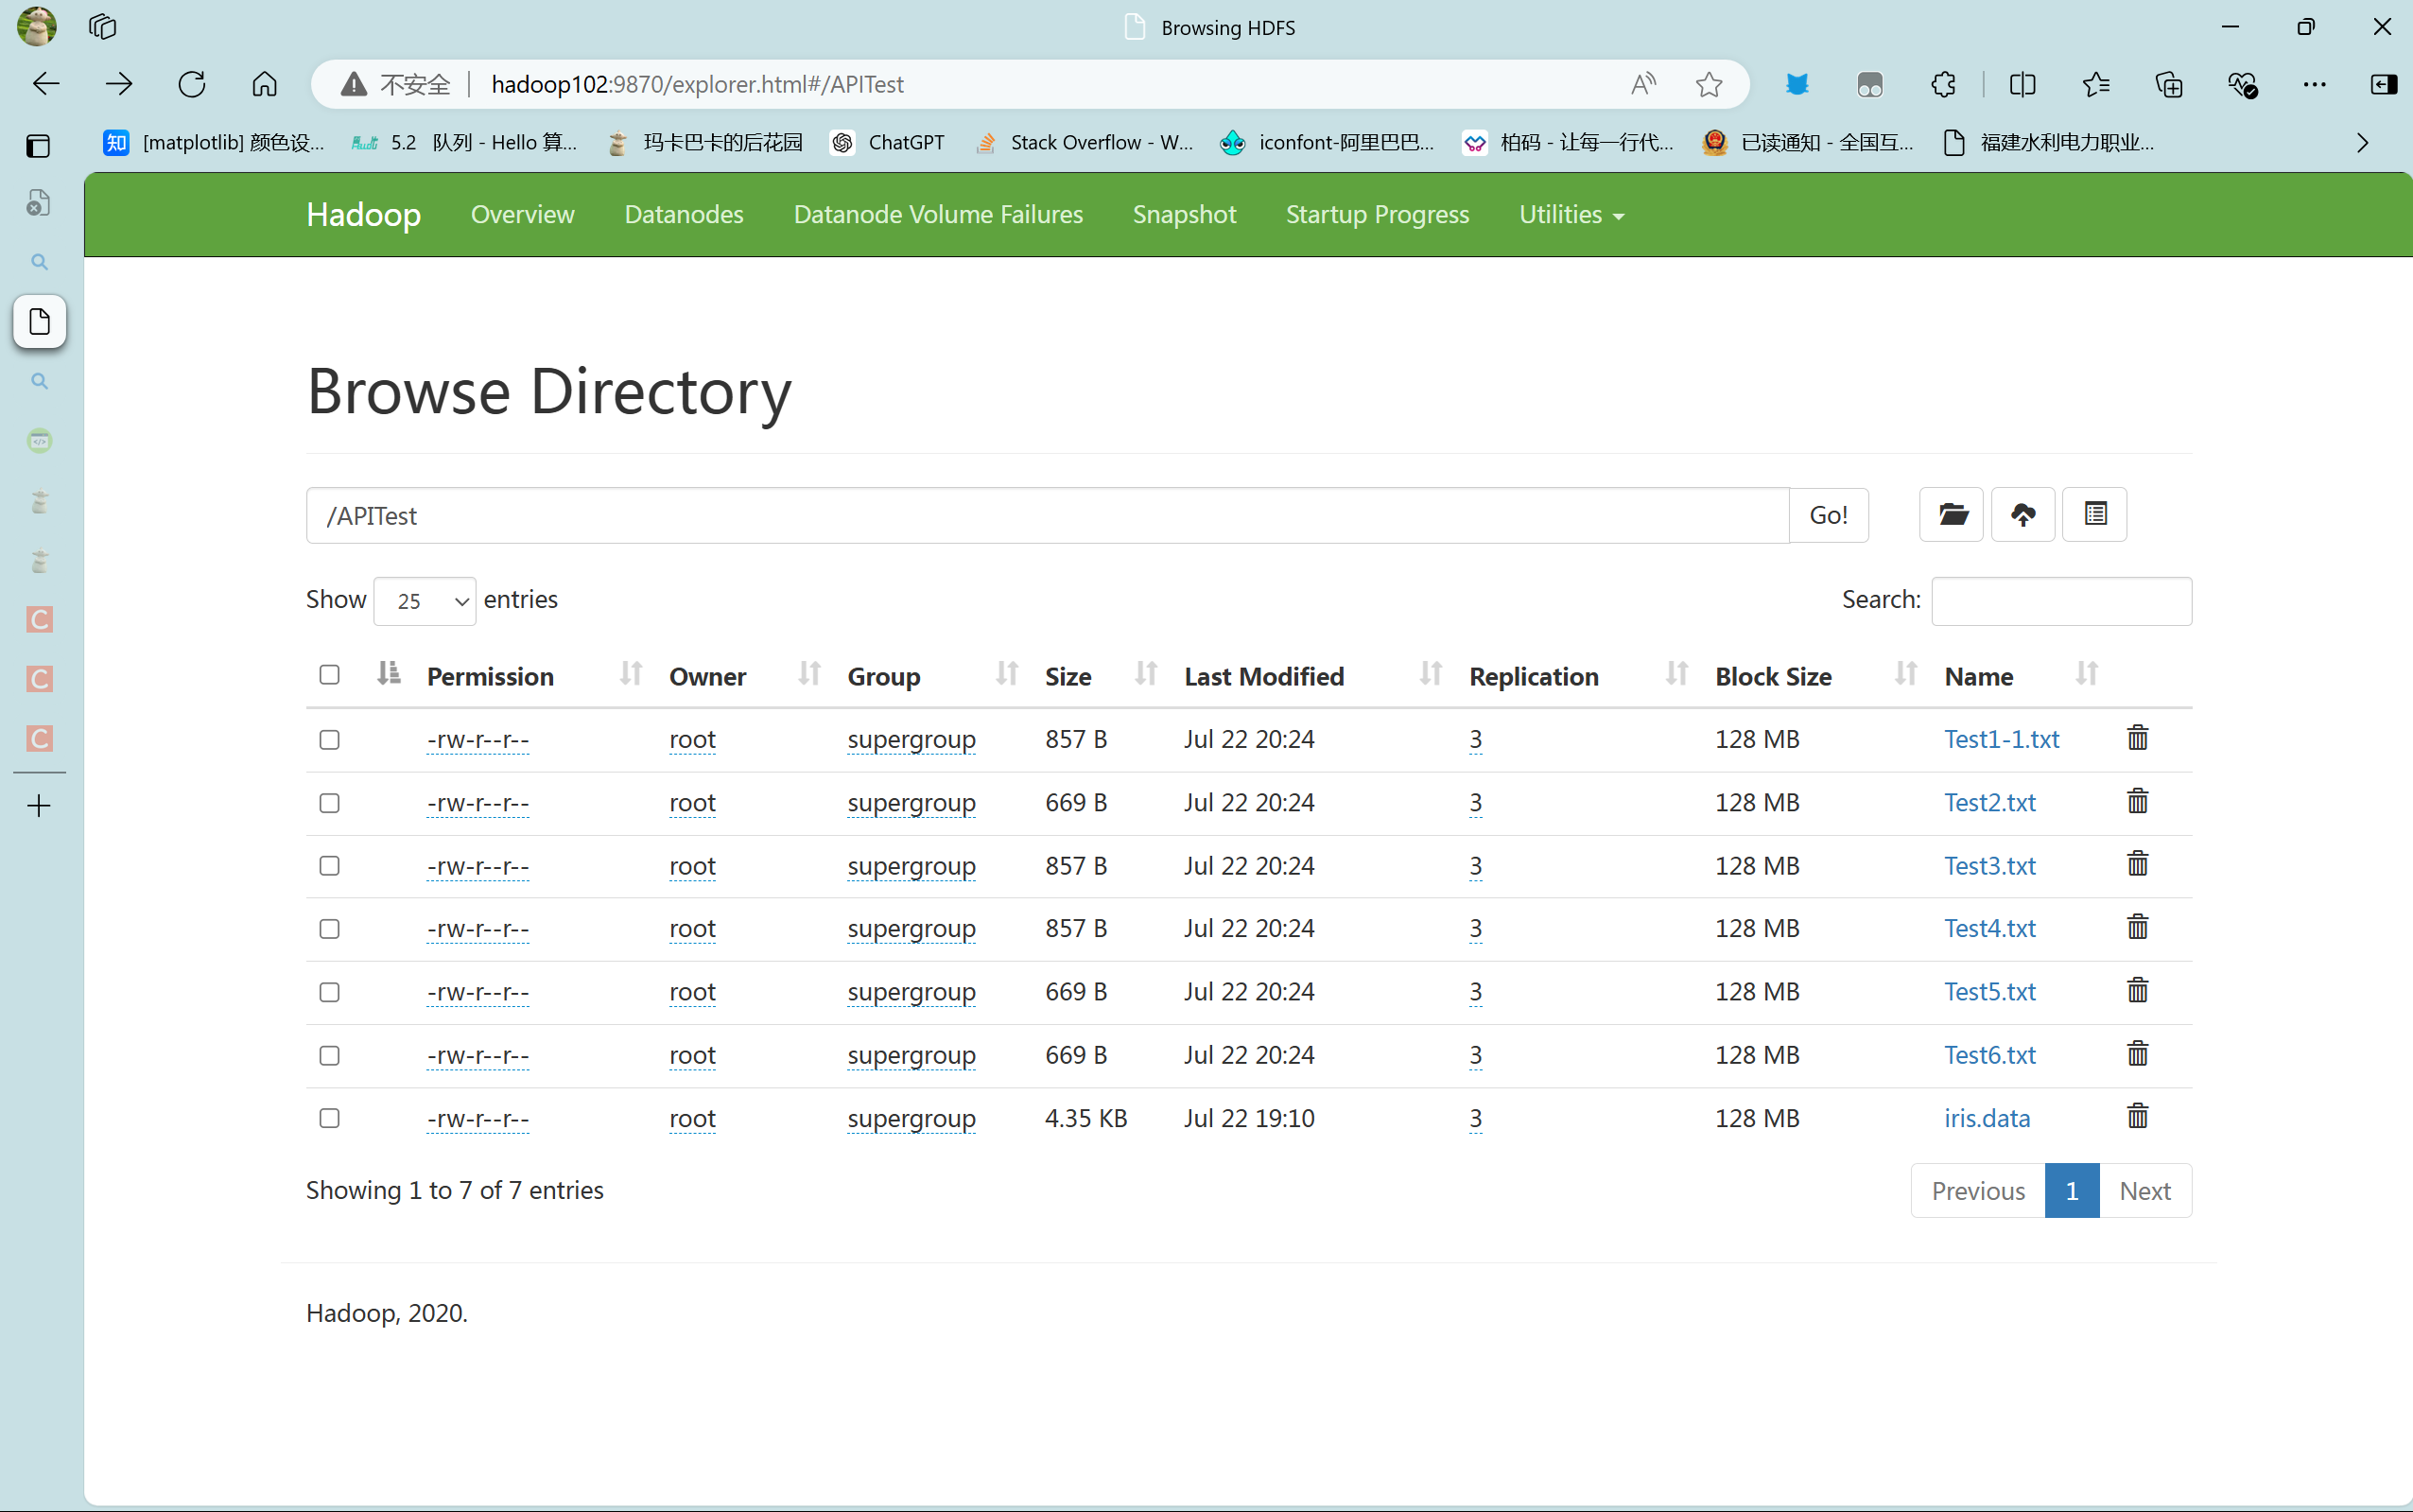 Browsing HDFS
不安全 hadoop102:9870/explorer.html#/APITest
[matplotlib] 颜色设... 5.2 队列 - Hello 算... 玛卡巴卡的后花园 ChatGPT Stack Overflow - W... iconfont-阿里巴巴... 柏码 - 让每一行代... 已读通知 - 全国互... 福建水利电力职业...
Hadoop Overview Datanodes Datanode Volume Failures Snapshot Startup Progress Utilities
Browse Directory
/APITest Go!
Show 25 entries Search:
Permission Owner Group Size Last Modified Replication Block Size Name
-rw-r--r-- root supergroup 857 B Jul 22 20:24 3 128 MB Test1-1.txt
-rw-r--r-- root supergroup 669 B Jul 22 20:24 3 128 MB Test2.txt
-rw-r--r-- root supergroup 857 B Jul 22 20:24 3 128 MB Test3.txt
-rw-r--r-- root supergroup 857 B Jul 22 20:24 3 128 MB Test4.txt
-rw-r--r-- root supergroup 669 B Jul 22 20:24 3 128 MB Test5.txt
-rw-r--r-- root supergroup 669 B Jul 22 20:24 3 128 MB Test6.txt
-rw-r--r-- root supergroup 4.35 KB Jul 22 19:10 3 128 MB iris.data
Showing 1 to 7 of 7 entries Previous 1 Next
Hadoop, 2020.